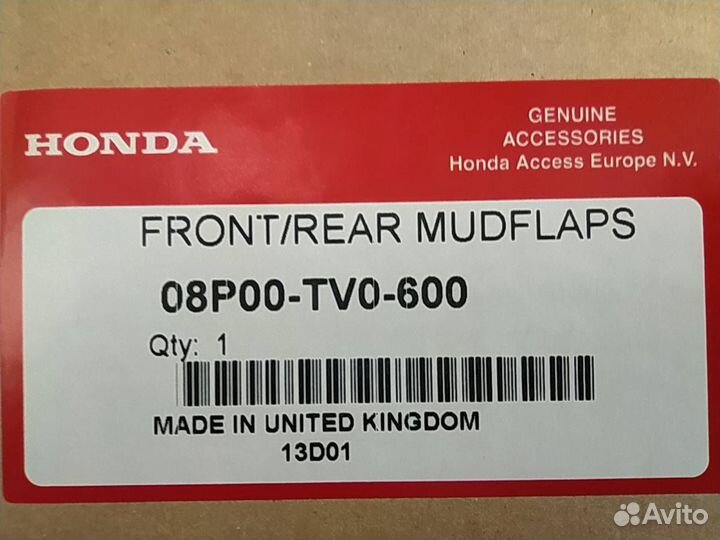 HONDA
GENUINE
ACCESSORIES
Honda Access Europe N.V.
FRONT/REAR MUDFLAPS
08P00-TV0-600
Qty: 1
MADE IN UNITED KINGDOM
13D01
Avito